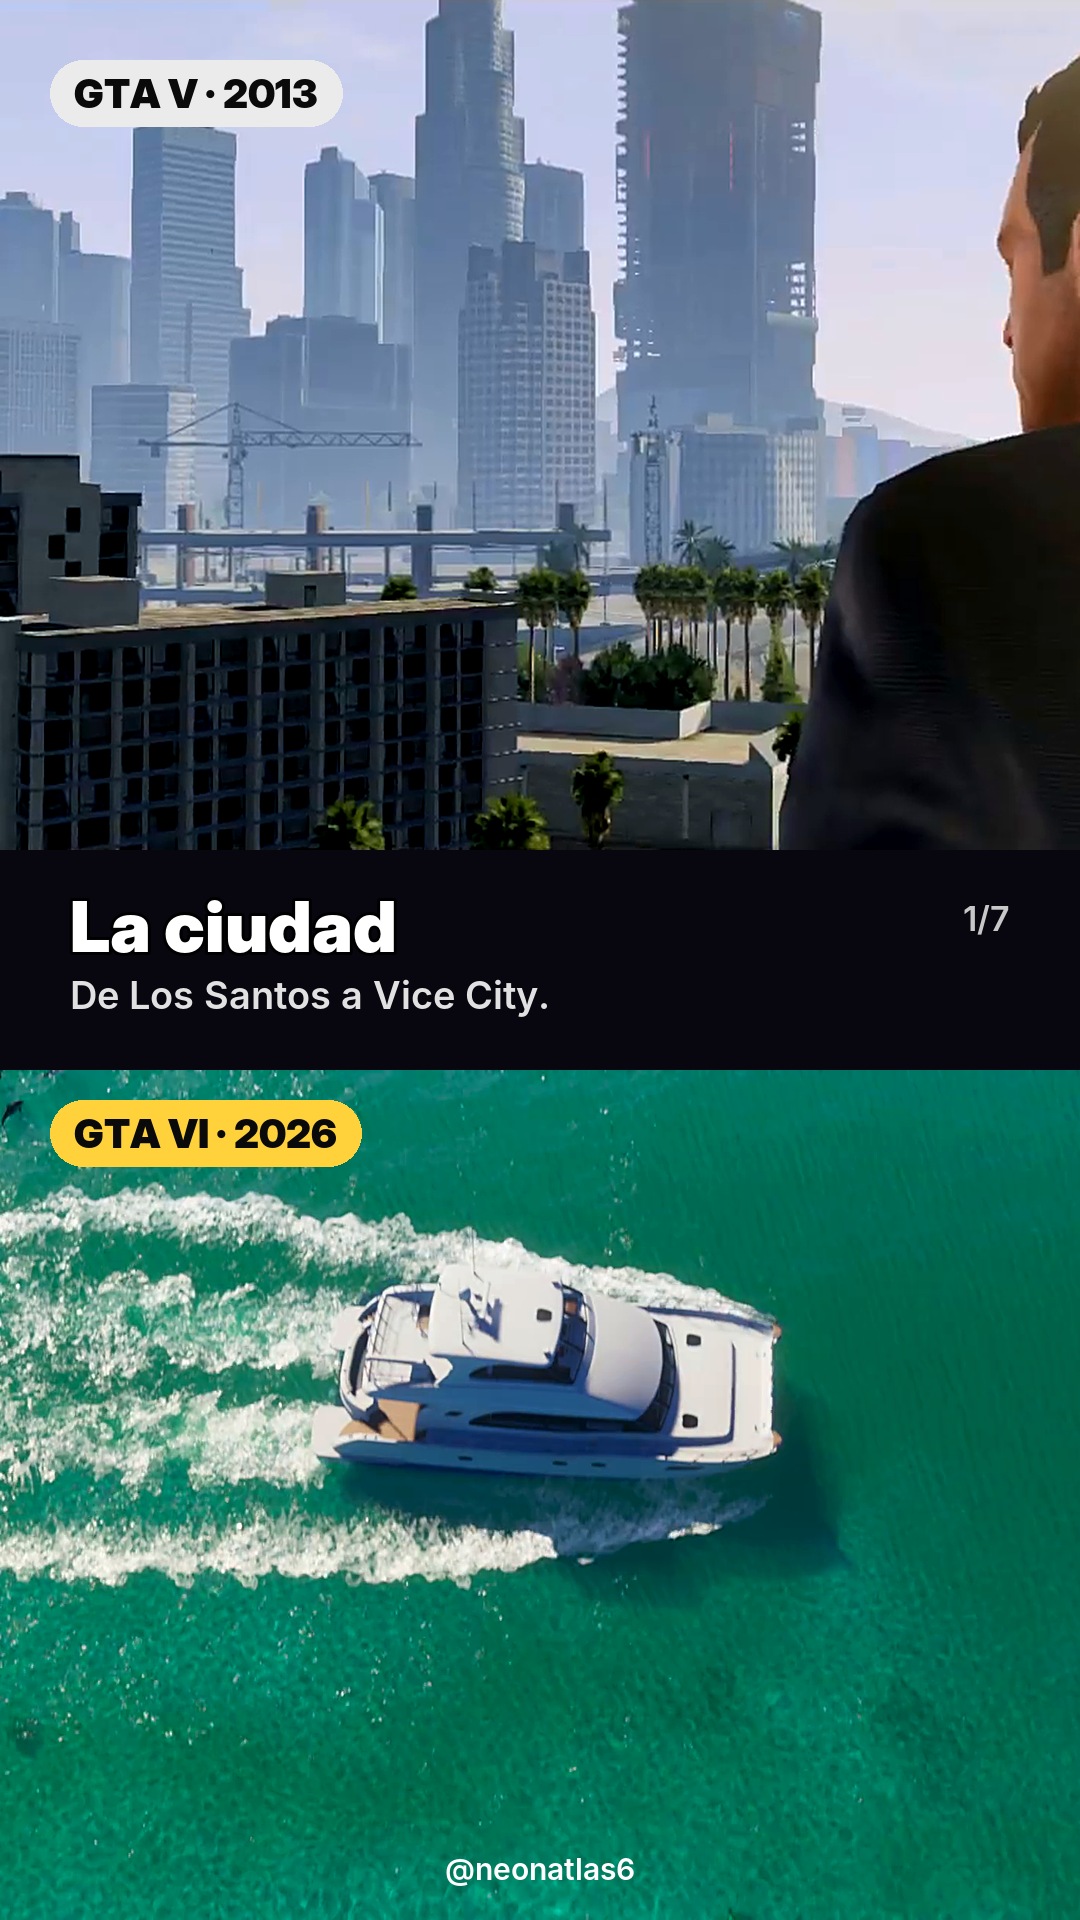 GTA V · 2013
La ciudad
1/7
De Los Santos a Vice City.
GTA VI · 2026
@neonatlas6